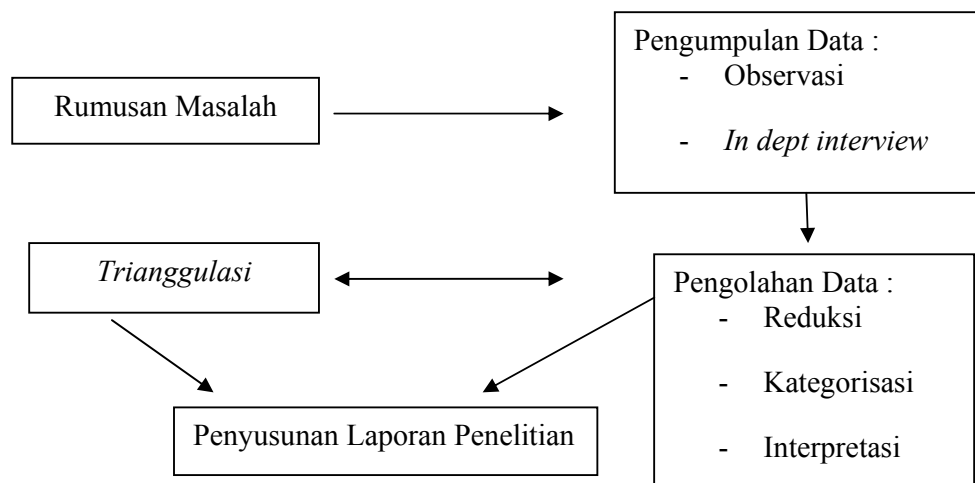 Rumusan Masalah
Pengumpulan Data :
- Observasi
- In dept interview
Trianggulasi
Pengolahan Data :
- Reduksi
- Kategorisasi
- Interpretasi
Penyusunan Laporan Penelitian